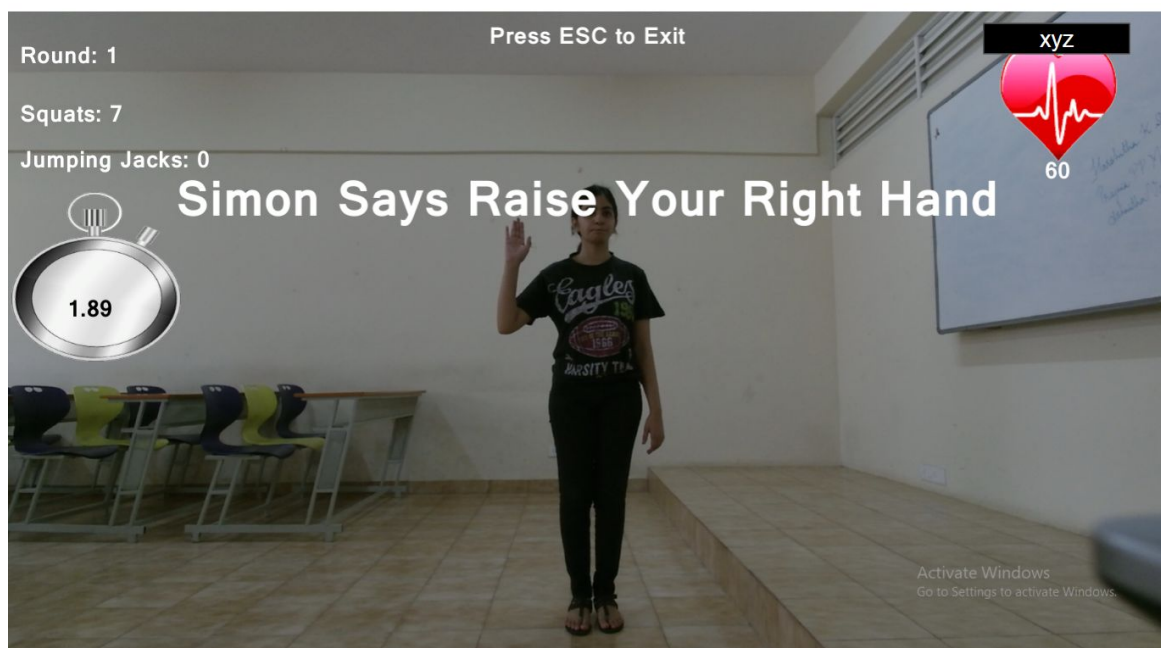 Press ESC to Exit
xyz
Round: 1
Squats: 7
Jumping Jacks: 0
60
Simon Says Raise Your Right Hand
1.89
Eagles
1986
VARSITY
Activate Windows
Go to Settings to activate Windows.